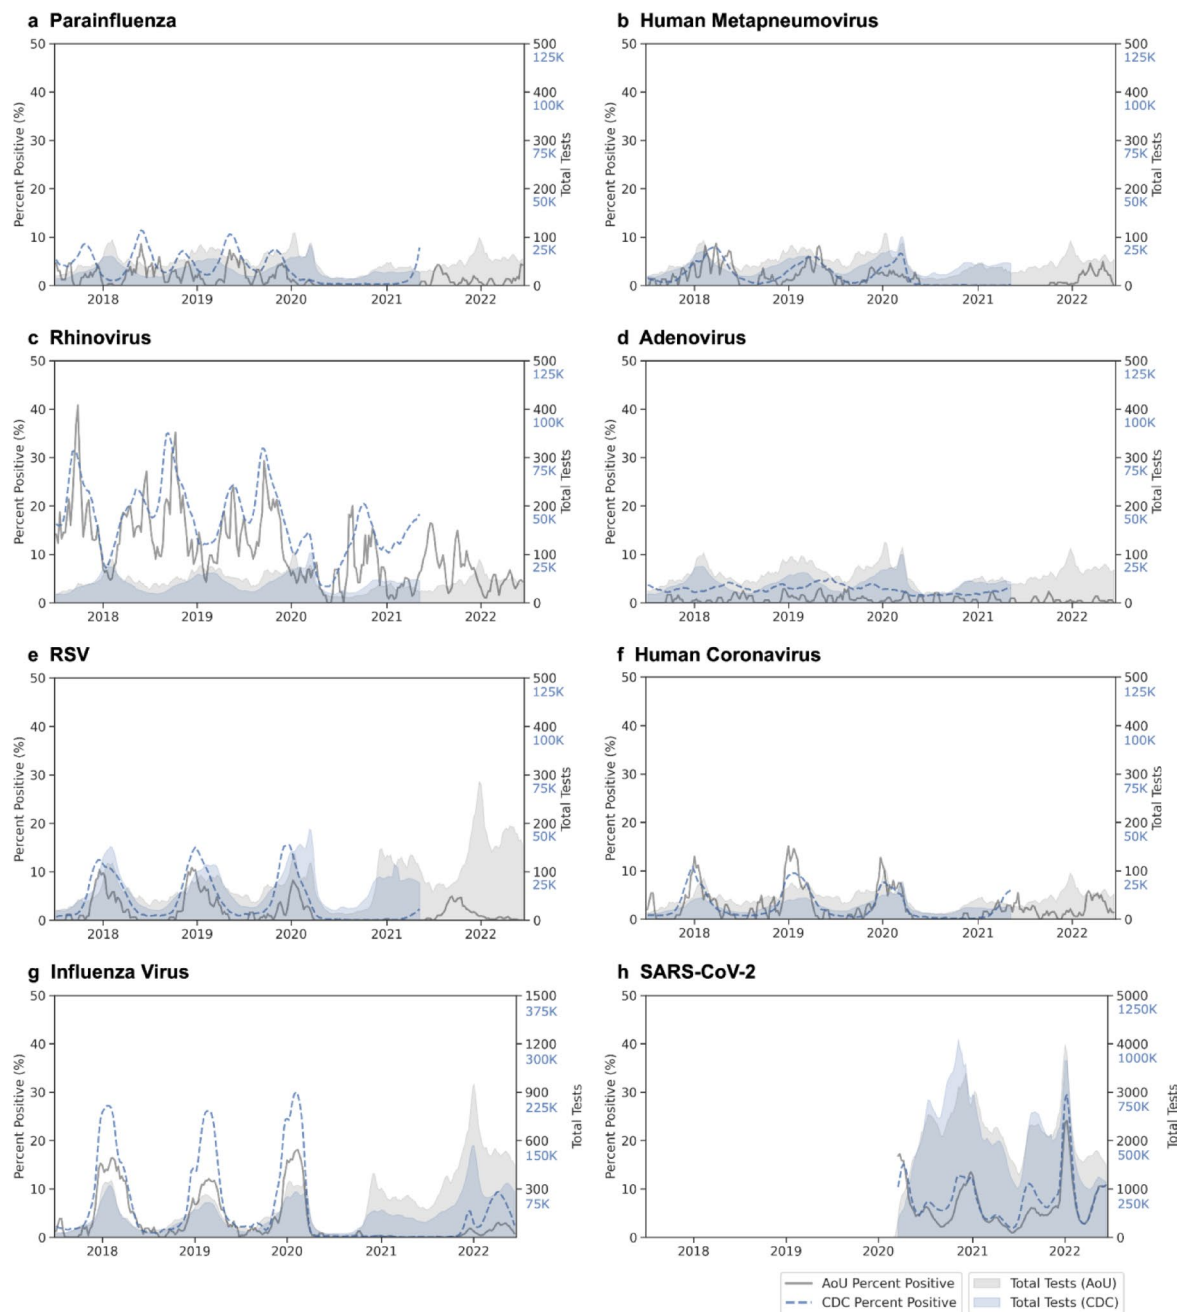 a Parainfluenza
b Human Metapneumovirus
50
40
30
20
10
0
Percent Positive (%)
500
125K
400
100K
300
75K
200
50K
100
25K
0
Total Tests
2018 2019 2020 2021 2022
50
40
30
20
10
0
Percent Positive (%)
500
125K
400
100K
300
75K
200
50K
100
25K
0
Total Tests
2018 2019 2020 2021 2022
c Rhinovirus
d Adenovirus
50
40
30
20
10
0
Percent Positive (%)
500
125K
400
100K
300
75K
200
50K
100
25K
0
Total Tests
2018 2019 2020 2021 2022
50
40
30
20
10
0
Percent Positive (%)
500
125K
400
100K
300
75K
200
50K
100
25K
0
Total Tests
2018 2019 2020 2021 2022
e RSV
f Human Coronavirus
50
40
30
20
10
0
Percent Positive (%)
500
125K
400
100K
300
75K
200
50K
100
25K
0
Total Tests
2018 2019 2020 2021 2022
50
40
30
20
10
0
Percent Positive (%)
500
125K
400
100K
300
75K
200
50K
100
25K
0
Total Tests
2018 2019 2020 2021 2022
g Influenza Virus
h SARS-CoV-2
50
40
30
20
10
0
Percent Positive (%)
1500
375K
1200
300K
900
225K
600
150K
300
75K
0
Total Tests
2018 2019 2020 2021 2022
50
40
30
20
10
0
Percent Positive (%)
5000
1250K
4000
1000K
3000
750K
2000
500K
1000
250K
0
Total Tests
2018 2019 2020 2021 2022
AoU Percent Positive
CDC Percent Positive
Total Tests (AoU)
Total Tests (CDC)